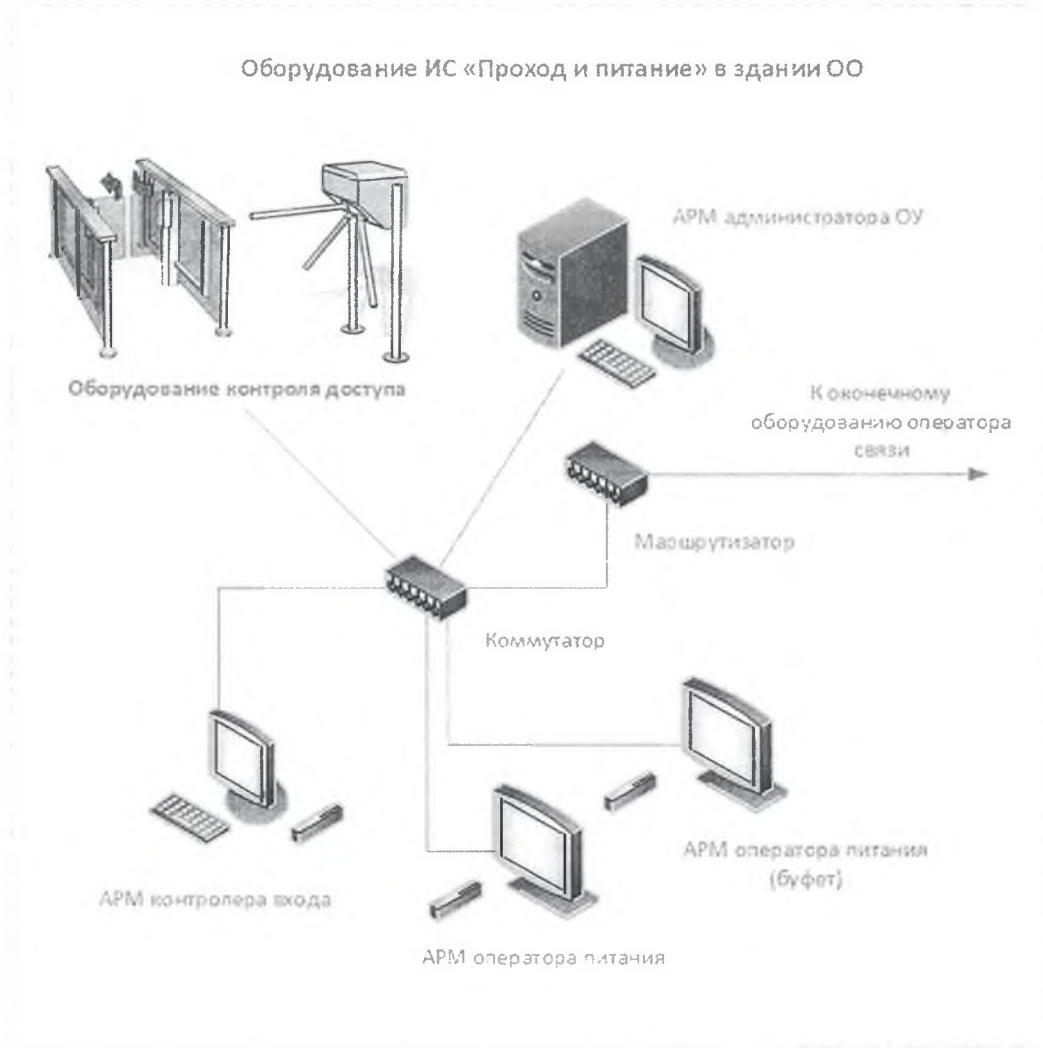 Оборудование ИС «Проход и питание» в здании ОО
АРМ администратора ОУ
Оборудование контроля доступа
К оконечному
оборудованию оператора
связи
Маршрутизатор
Коммутатор
АРМ оператора питания
(буфет)
АРМ контролера входа
АРМ оператора питания